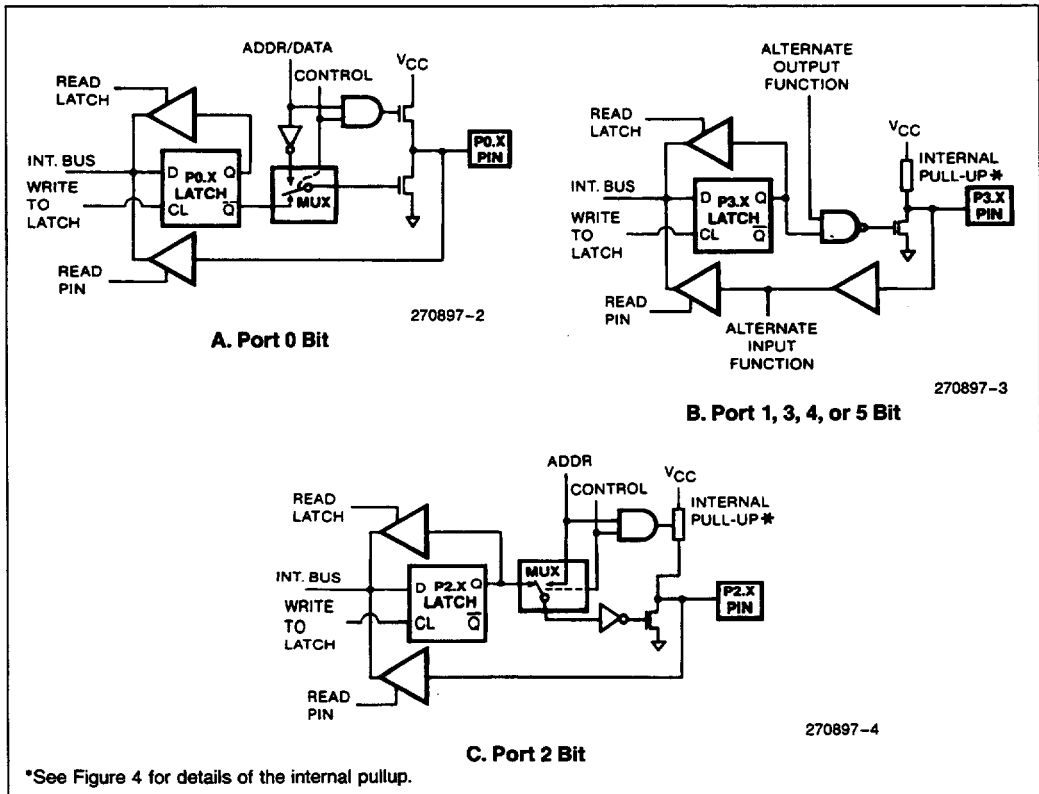 ADDR/DATA
CONTROL
VCC
READ
LATCH
P0.X
PIN
INT. BUS
D P0.X Q
LATCH
MUX
WRITE
TO
LATCH
CL Q
READ
PIN
270897-2
A. Port 0 Bit
ALTERNATE
OUTPUT
FUNCTION
READ
LATCH
VCC
INTERNAL
PULL-UP*
INT. BUS
D P3.X Q
LATCH
P3.X
PIN
WRITE
TO
LATCH
CL Q
READ
PIN
ALTERNATE
INPUT
FUNCTION
270897-3
B. Port 1, 3, 4, or 5 Bit
ADDR
CONTROL
VCC
READ
LATCH
INTERNAL
PULL-UP*
MUX
INT. BUS
D P2.X Q
LATCH
P2.X
PIN
WRITE
TO
LATCH
CL Q
READ
PIN
270897-4
C. Port 2 Bit
*See Figure 4 for details of the internal pullup.